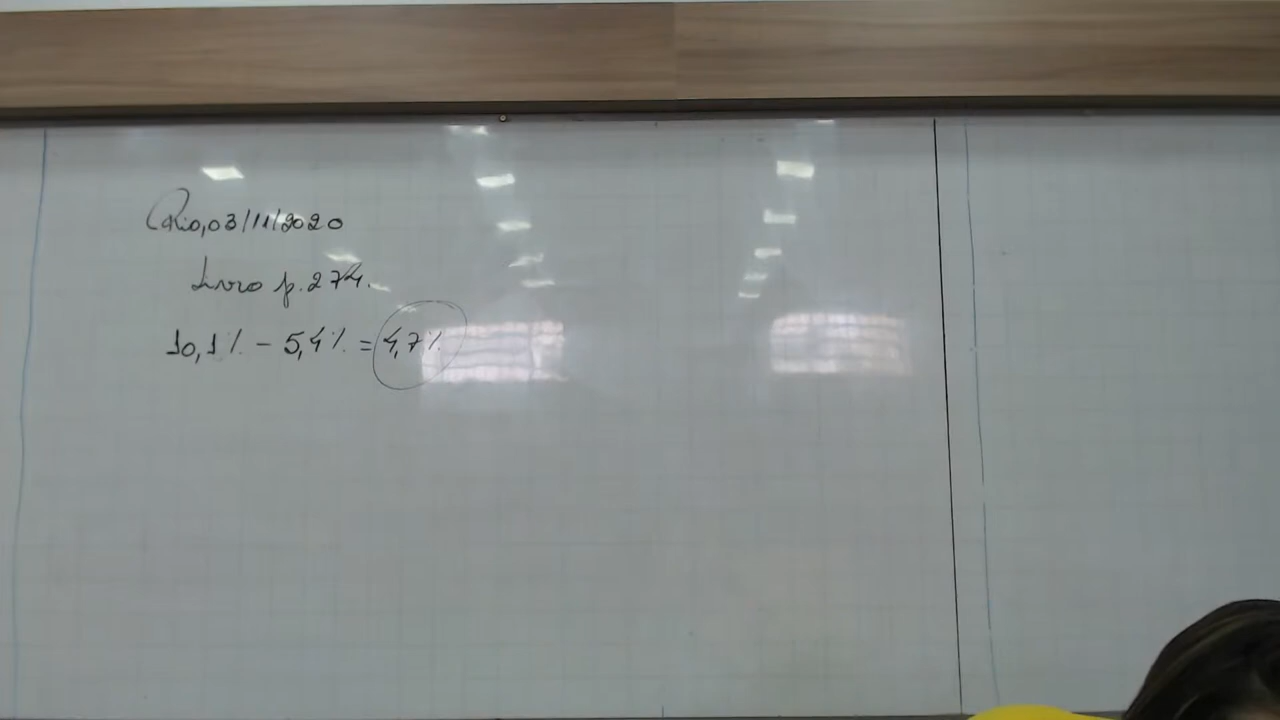 Rio, 03/11/2020
Livro p. 274.
10,1% - 5,4% = 4,7%